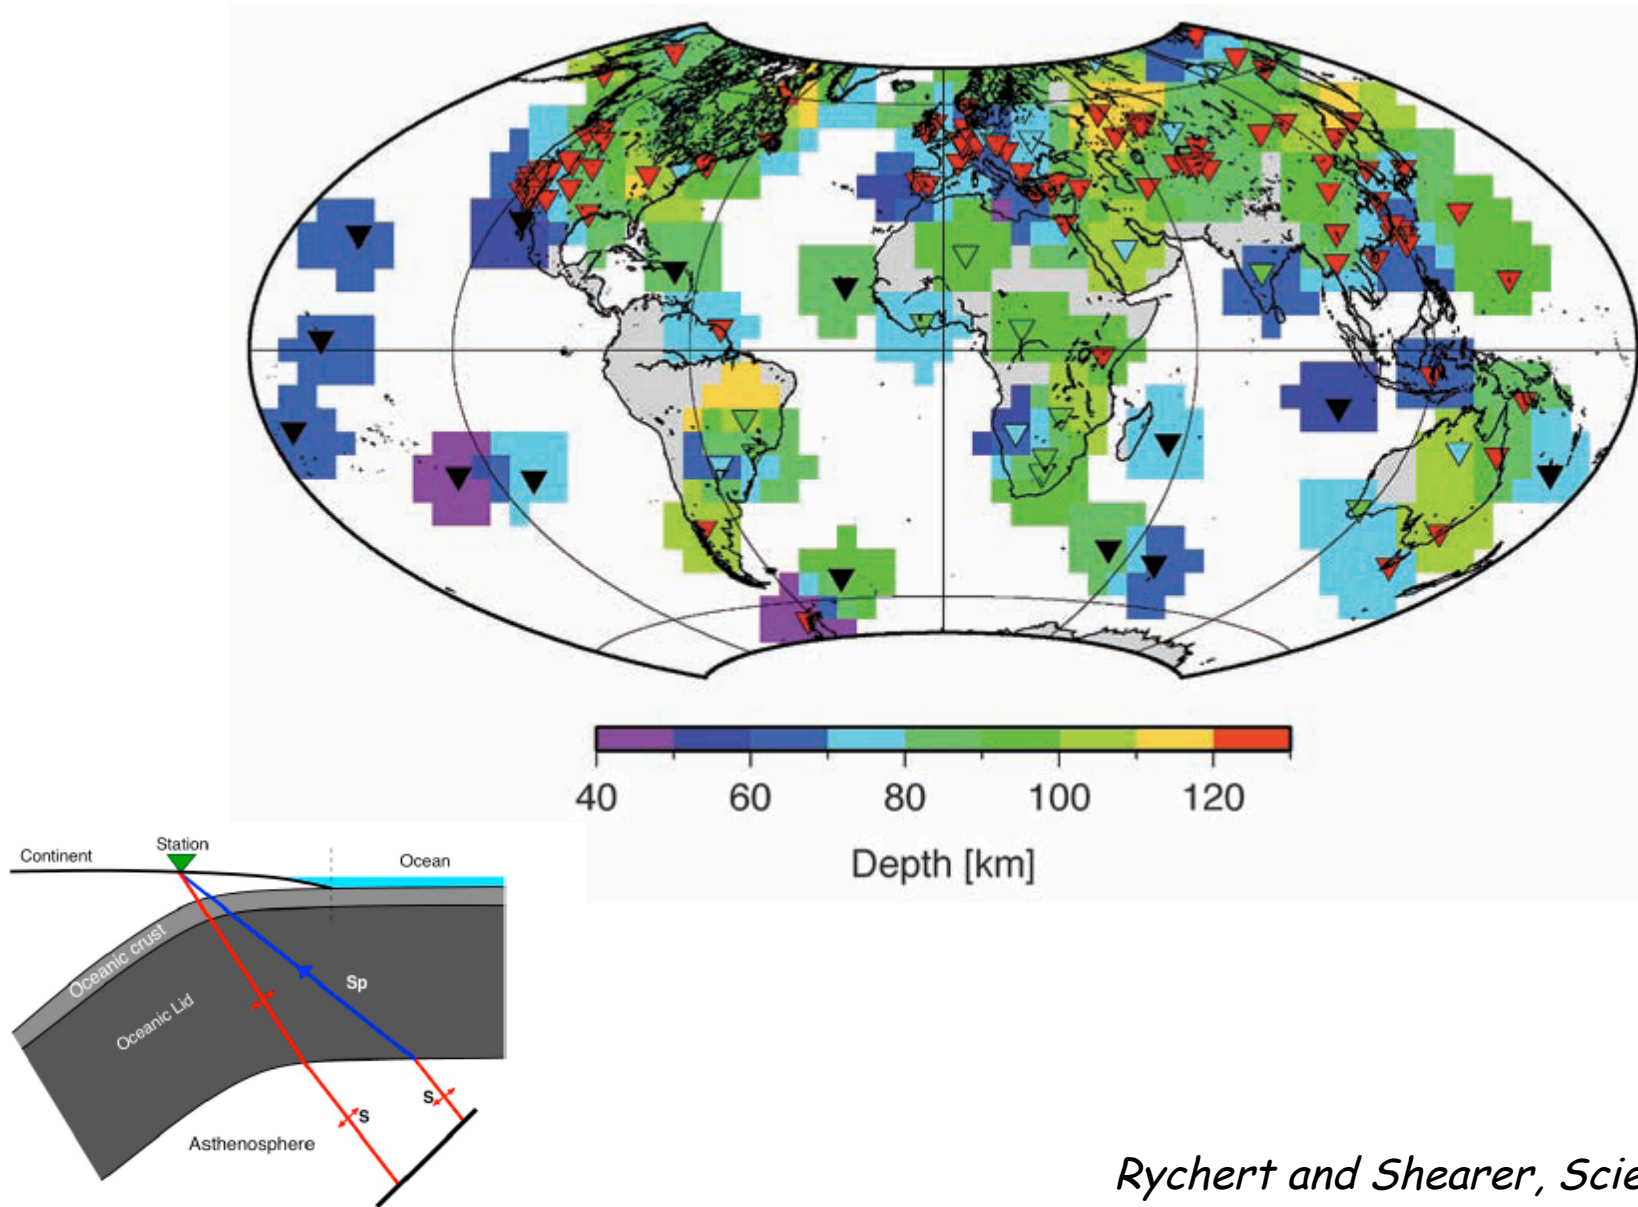 40 60 80 100 120
Depth [km]
Station
Continent
Ocean
Oceanic crust
Oceanic Lid
Sp
S
S
Asthenosphere
Rychert and Shearer, Scie